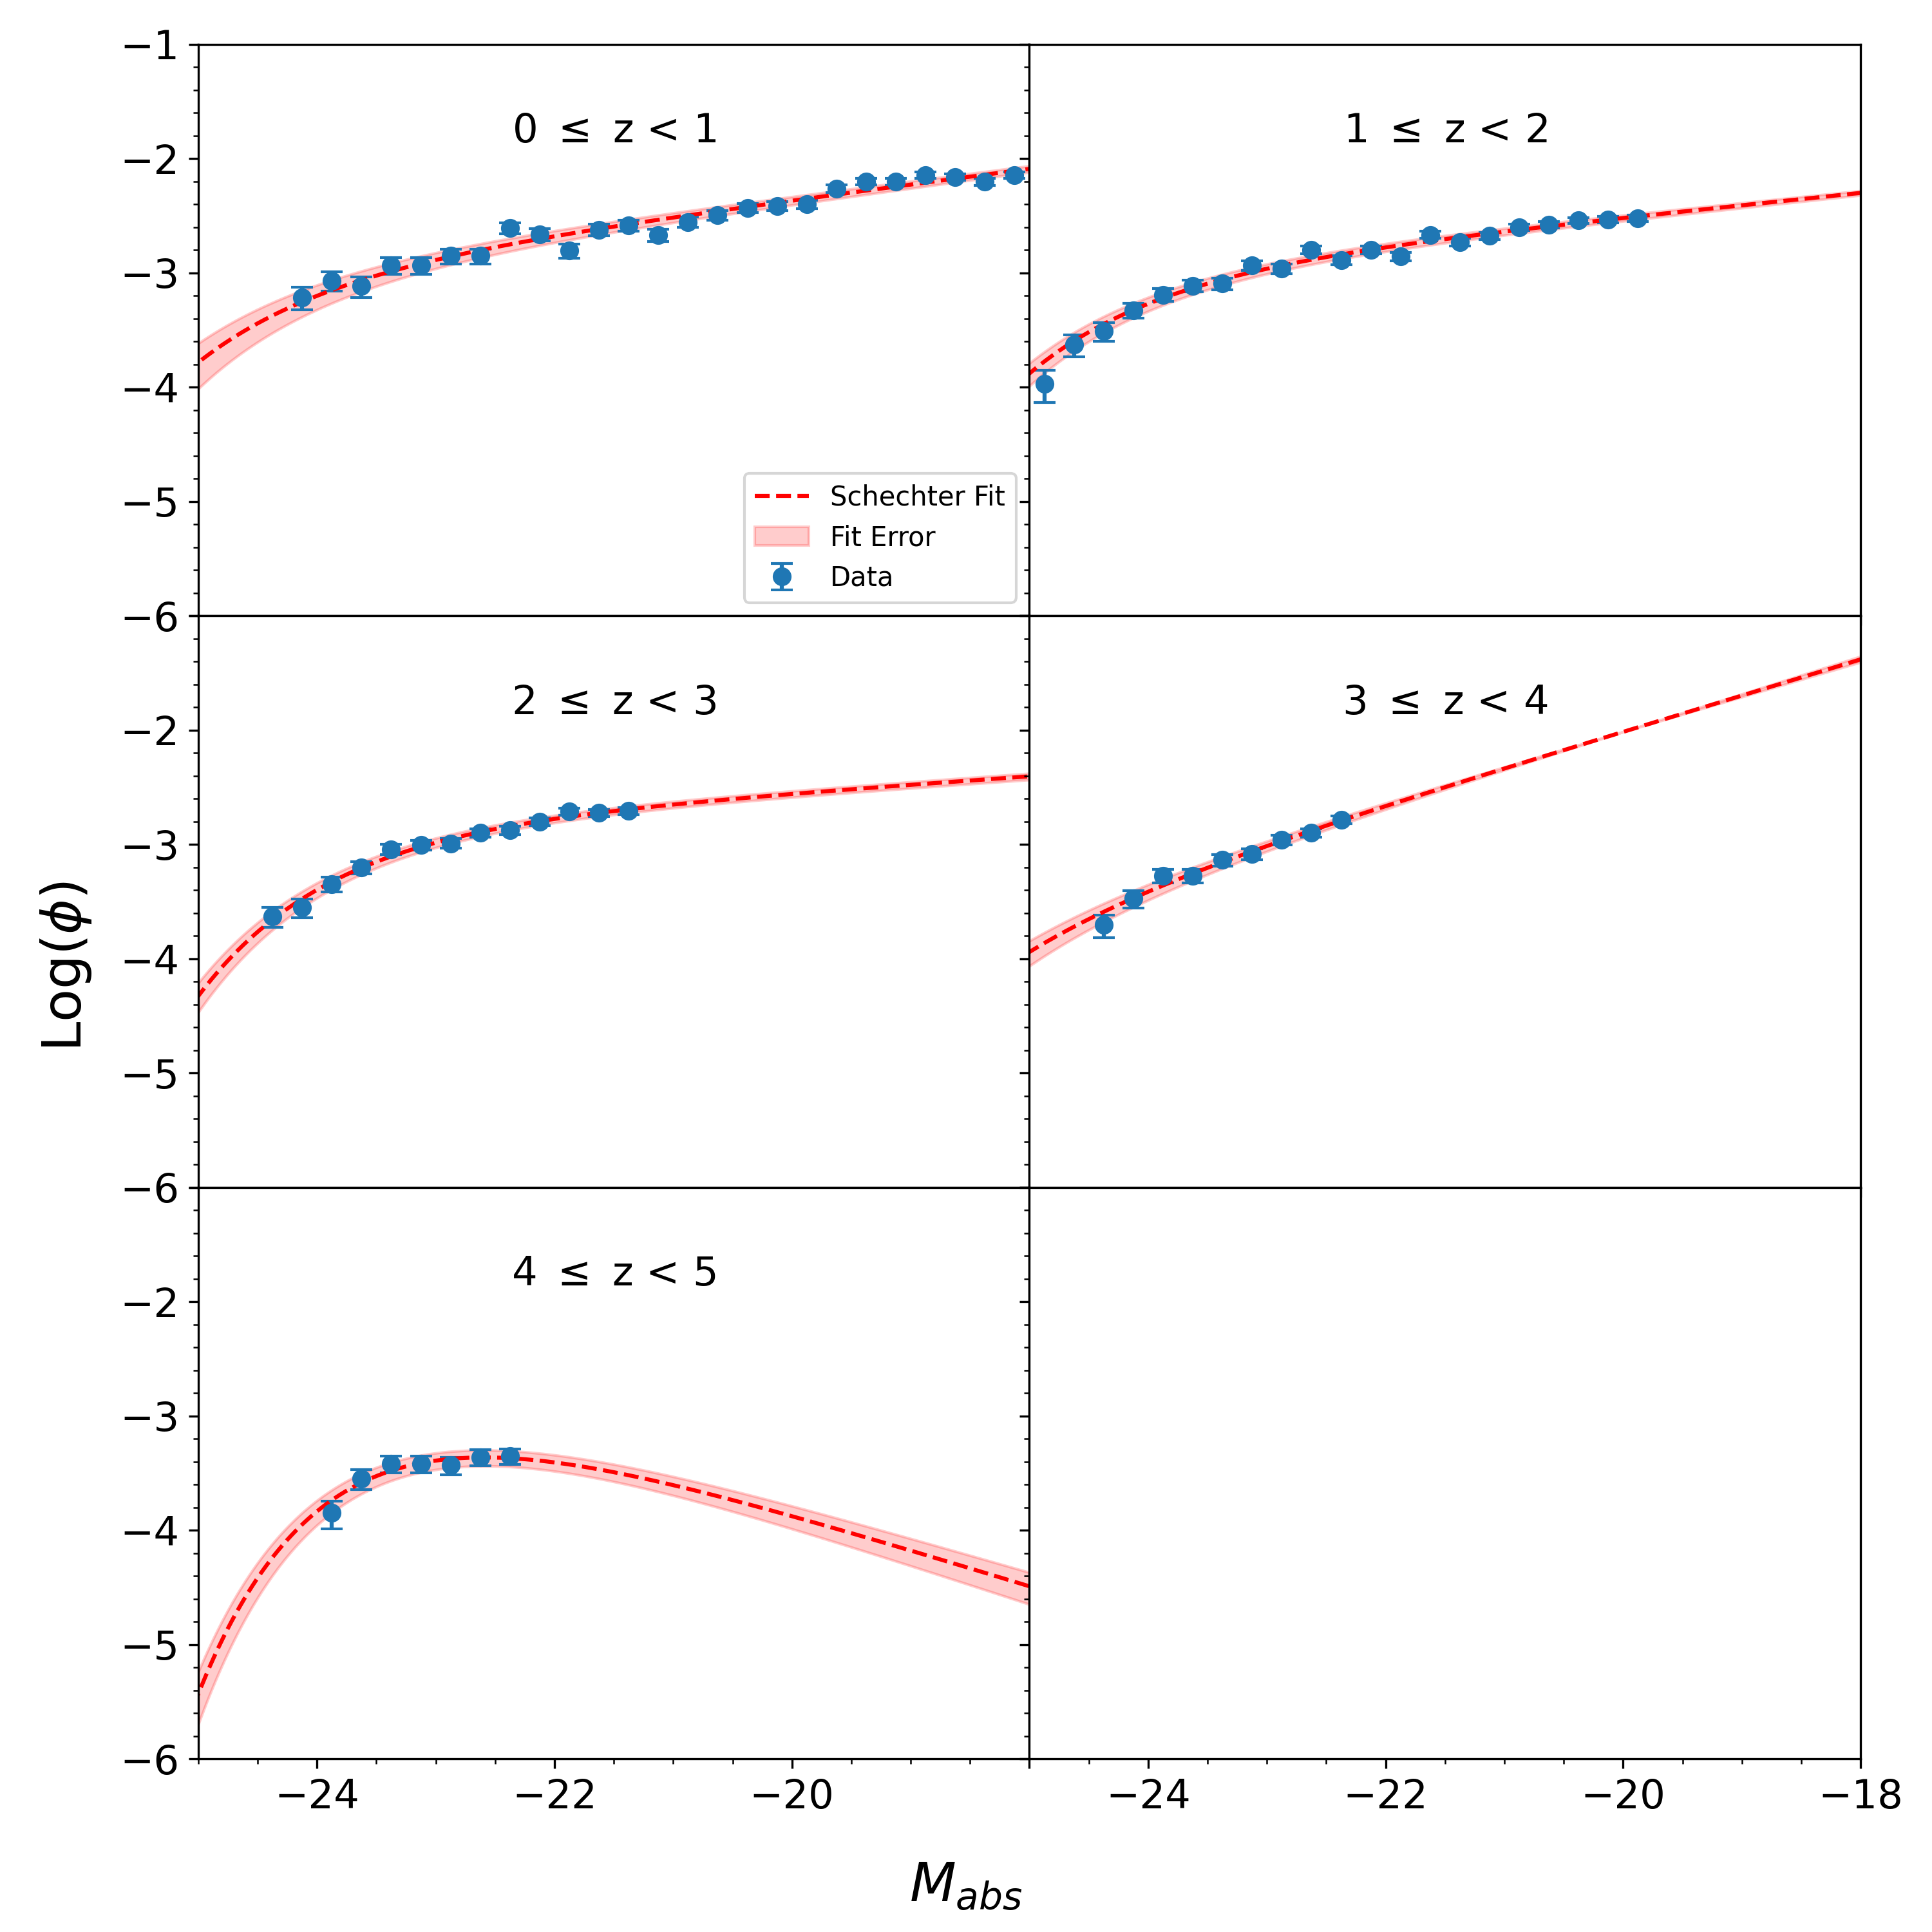 −1
−2
−3
−4
−5
−6
0 ≤ z < 1
Schechter Fit
Fit Error
Data
1 ≤ z < 2
−2
−3
−4
−5
−6
2 ≤ z < 3
3 ≤ z < 4
Log(ϕ)
−2
−3
−4
−5
−6
4 ≤ z < 5
−24 −22 −20 −24 −22 −20 −18
M_abs